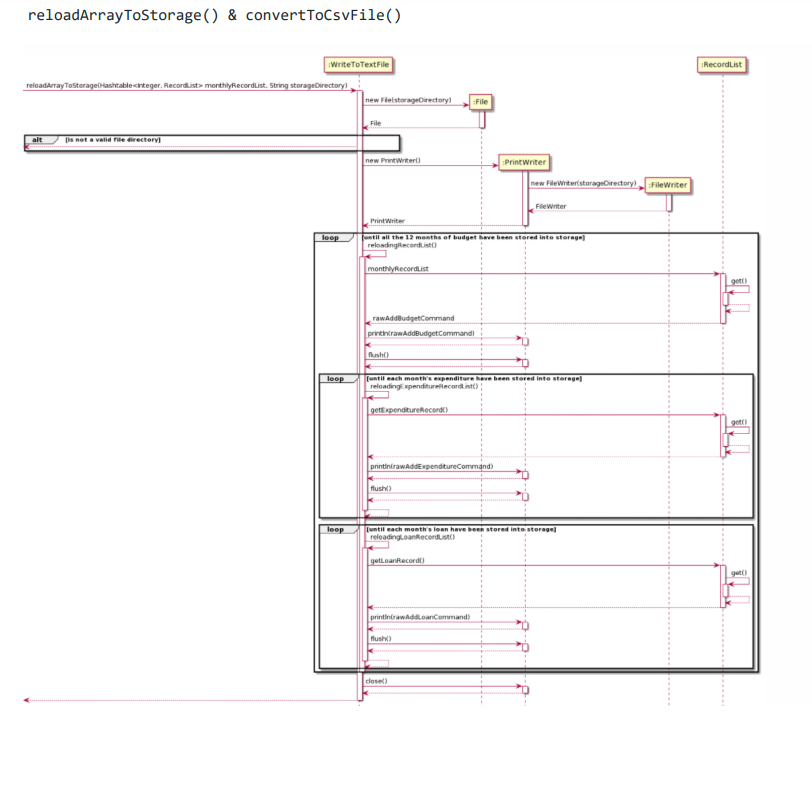 reloadArrayToStorage() & convertToCsvFile()
:WriteToTextFile
:RecordList
reloadArrayToStorage(Hashtable<Integer, RecordList> monthlyRecordList, String storageDirectory)
new File(storageDirectory)
:File
File
alt
[is not a valid file directory]
new PrintWriter()
:PrintWriter
new FileWriter(storageDirectory)
:FileWriter
FileWriter
PrintWriter
loop
[until all the 12 months of budget have been stored into storage]
reloadingRecordList()
monthlyRecordList
get()
rawAddBudgetCommand
println(rawAddBudgetCommand)
flush()
loop
[until each month's expenditure have been stored into storage]
reloadingExpenditureRecordList()
getExpenditureRecord()
get()
println(rawAddExpenditureCommand)
flush()
loop
[until each month's loan have been stored into storage]
reloadingLoanRecordList()
getLoanRecord()
get()
println(rawAddLoanCommand)
flush()
close()